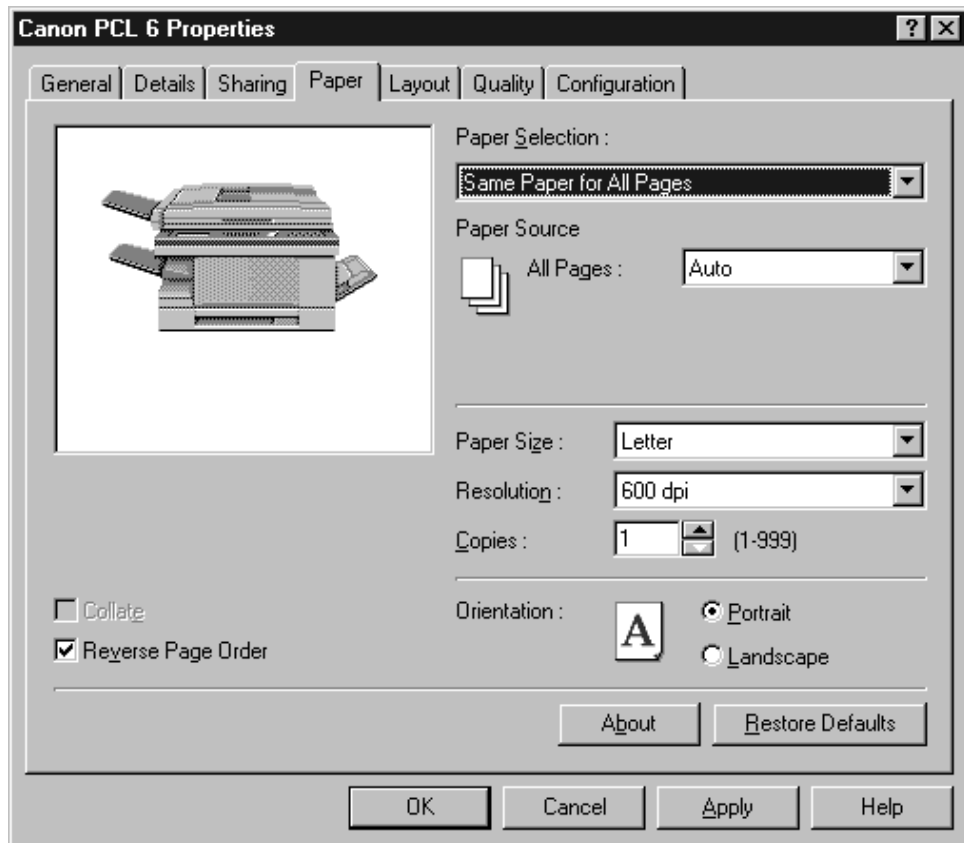 Canon PCL 6 Properties
General Details Sharing Paper Layout Quality Configuration
Paper Selection :
Same Paper for All Pages
Paper Source
All Pages : Auto
Paper Size : Letter
Resolution : 600 dpi
Copies : 1 (1-999)
Collate
Reverse Page Order
Orientation : A Portrait
Landscape
About Restore Defaults
OK Cancel Apply Help